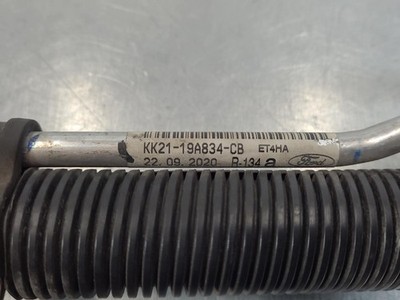 KK21-19A834-CB ET4HA
22.09.2020 R-134a Ford